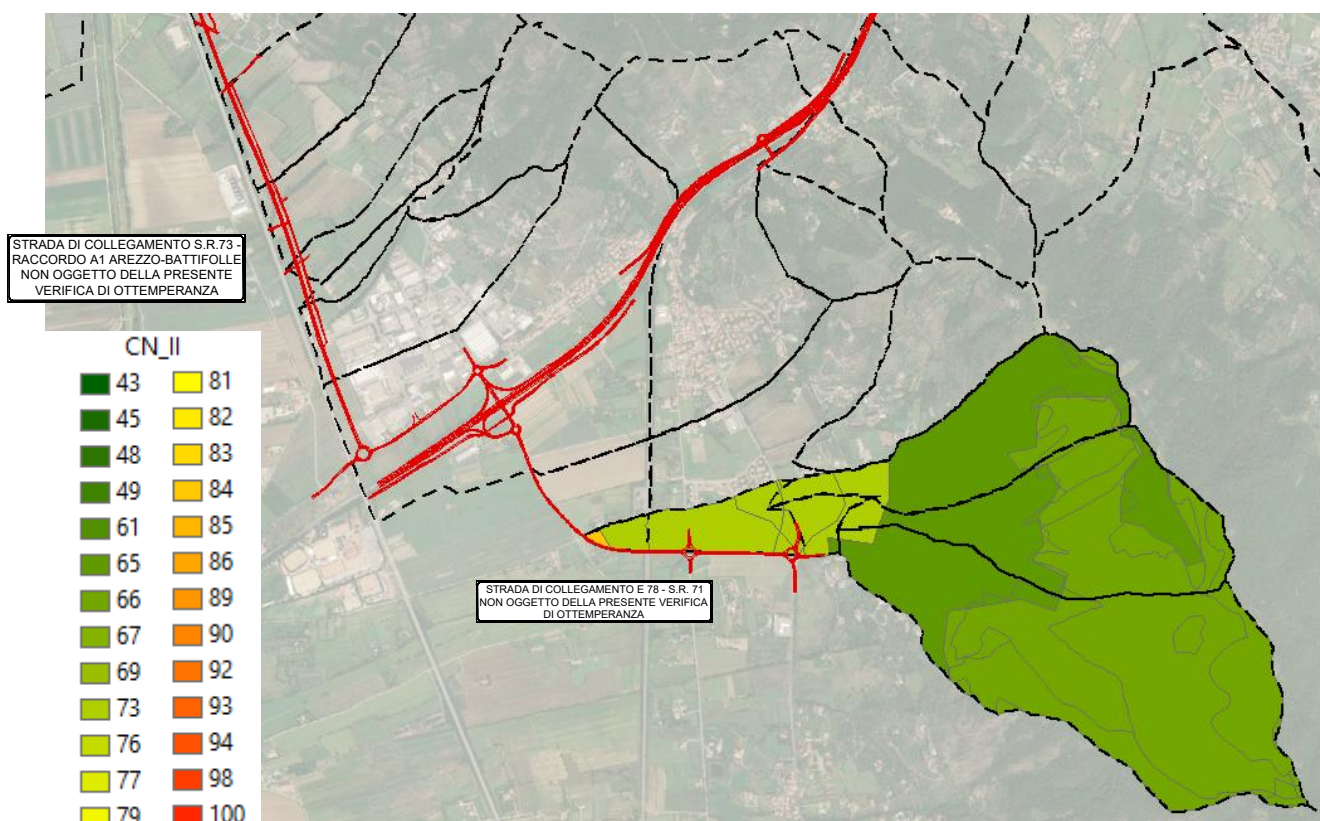 STRADA DI COLLEGAMENTO S.R.73 -
RACCORDO A1 AREZZO-BATTIFOLLE
NON OGGETTO DELLA PRESENTE
VERIFICA DI OTTEMPERANZA
CN_II
43 81
45 82
48 83
49 84
61 85
65 86
66 89
67 90
69 92
73 93
76 94
77 98
79 100
STRADA DI COLLEGAMENTO E 78 - S.R. 71
NON OGGETTO DELLA PRESENTE VERIFICA
DI OTTEMPERANZA